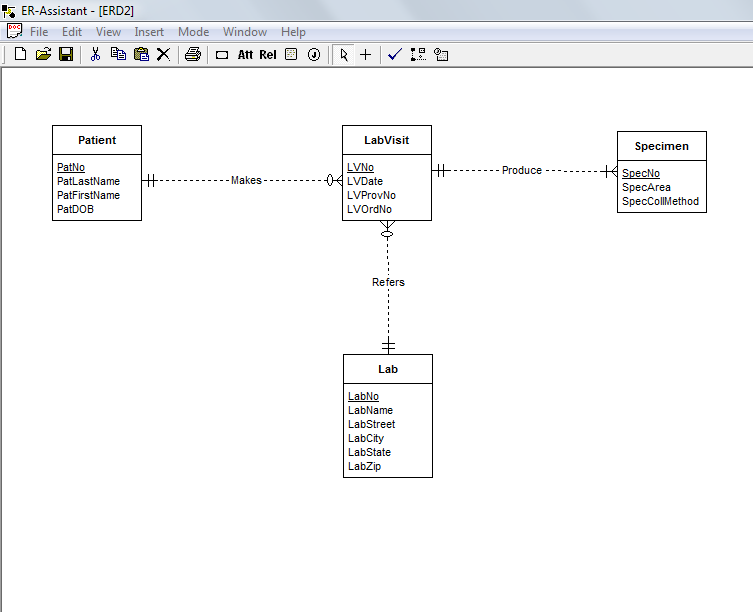 ER-Assistant - [ERD2]
DOC File Edit View Insert Mode Window Help
Att Rel J
Patient
PatNo
PatLastName
PatFirstName
PatDOB
Makes
LabVisit
LVNo
LVDate
LVProvNo
LVOrdNo
Produce
Specimen
SpecNo
SpecArea
SpecCollMethod
Refers
Lab
LabNo
LabName
LabStreet
LabCity
LabState
LabZip